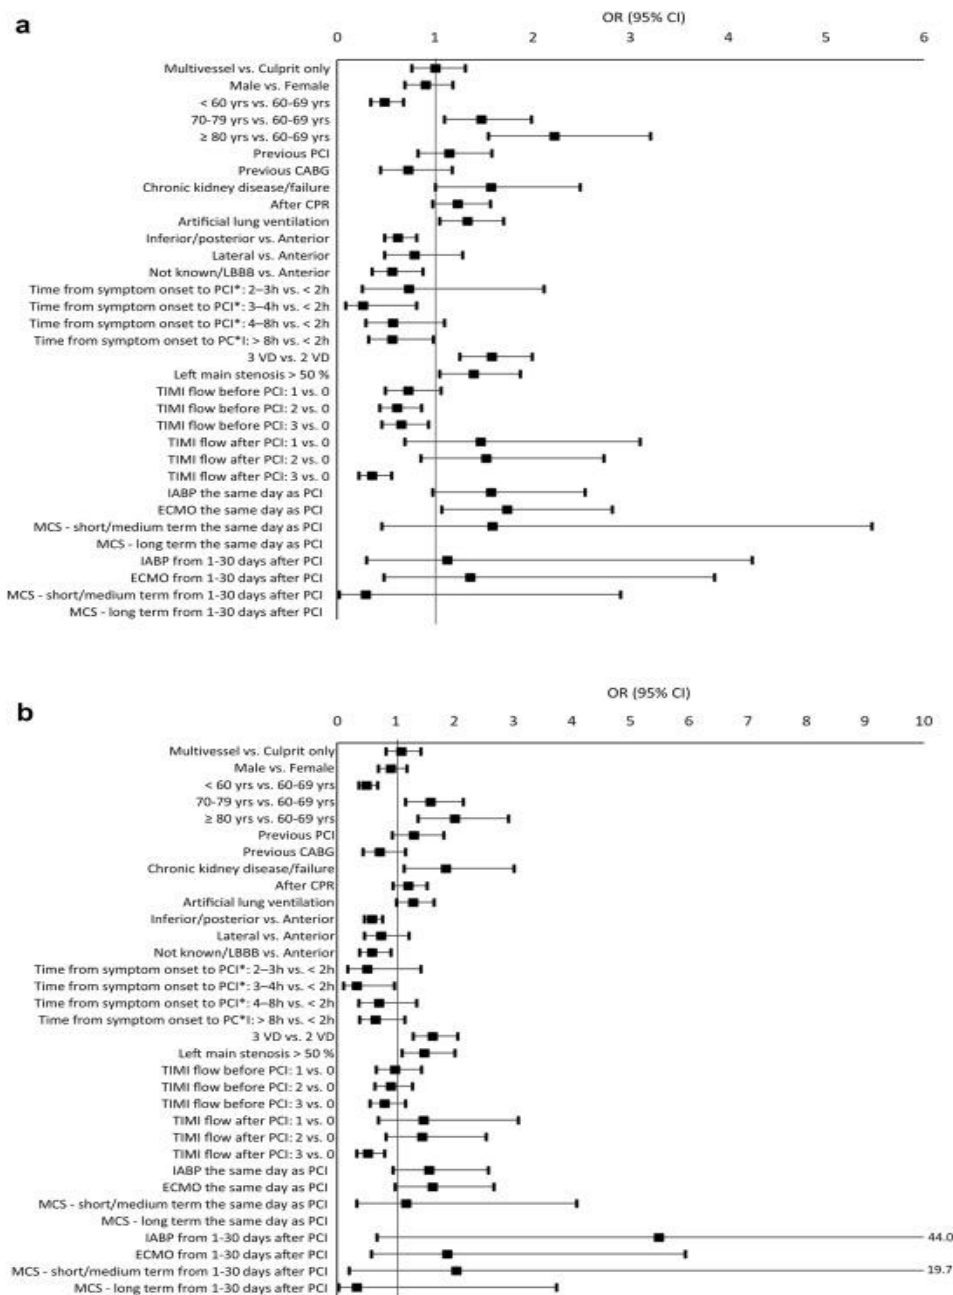 a
OR (95% CI)
0 1 2 3 4 5 6
Multivessel vs. Culprit only
Male vs. Female
< 60 yrs vs. 60-69 yrs
70-79 yrs vs. 60-69 yrs
≥ 80 yrs vs. 60-69 yrs
Previous PCI
Previous CABG
Chronic kidney disease/failure
After CPR
Artificial lung ventilation
Inferior/posterior vs. Anterior
Lateral vs. Anterior
Not known/LBBB vs. Anterior
Time from symptom onset to PCI*: 2–3h vs. < 2h
Time from symptom onset to PCI*: 3–4h vs. < 2h
Time from symptom onset to PCI*: 4–8h vs. < 2h
Time from symptom onset to PC*I: > 8h vs. < 2h
3 VD vs. 2 VD
Left main stenosis > 50 %
TIMI flow before PCI: 1 vs. 0
TIMI flow before PCI: 2 vs. 0
TIMI flow before PCI: 3 vs. 0
TIMI flow after PCI: 1 vs. 0
TIMI flow after PCI: 2 vs. 0
TIMI flow after PCI: 3 vs. 0
IABP the same day as PCI
ECMO the same day as PCI
MCS - short/medium term the same day as PCI
MCS - long term the same day as PCI
IABP from 1-30 days after PCI
ECMO from 1-30 days after PCI
MCS - short/medium term from 1-30 days after PCI
MCS - long term from 1-30 days after PCI
b
OR (95% CI)
0 1 2 3 4 5 6 7 8 9 10
Multivessel vs. Culprit only
Male vs. Female
< 60 yrs vs. 60-69 yrs
70-79 yrs vs. 60-69 yrs
≥ 80 yrs vs. 60-69 yrs
Previous PCI
Previous CABG
Chronic kidney disease/failure
After CPR
Artificial lung ventilation
Inferior/posterior vs. Anterior
Lateral vs. Anterior
Not known/LBBB vs. Anterior
Time from symptom onset to PCI*: 2–3h vs. < 2h
Time from symptom onset to PCI*: 3–4h vs. < 2h
Time from symptom onset to PCI*: 4–8h vs. < 2h
Time from symptom onset to PC*I: > 8h vs. < 2h
3 VD vs. 2 VD
Left main stenosis > 50 %
TIMI flow before PCI: 1 vs. 0
TIMI flow before PCI: 2 vs. 0
TIMI flow before PCI: 3 vs. 0
TIMI flow after PCI: 1 vs. 0
TIMI flow after PCI: 2 vs. 0
TIMI flow after PCI: 3 vs. 0
IABP the same day as PCI
ECMO the same day as PCI
MCS - short/medium term the same day as PCI
MCS - long term the same day as PCI
IABP from 1-30 days after PCI 44.0
ECMO from 1-30 days after PCI
MCS - short/medium term from 1-30 days after PCI 19.7
MCS - long term from 1-30 days after PCI